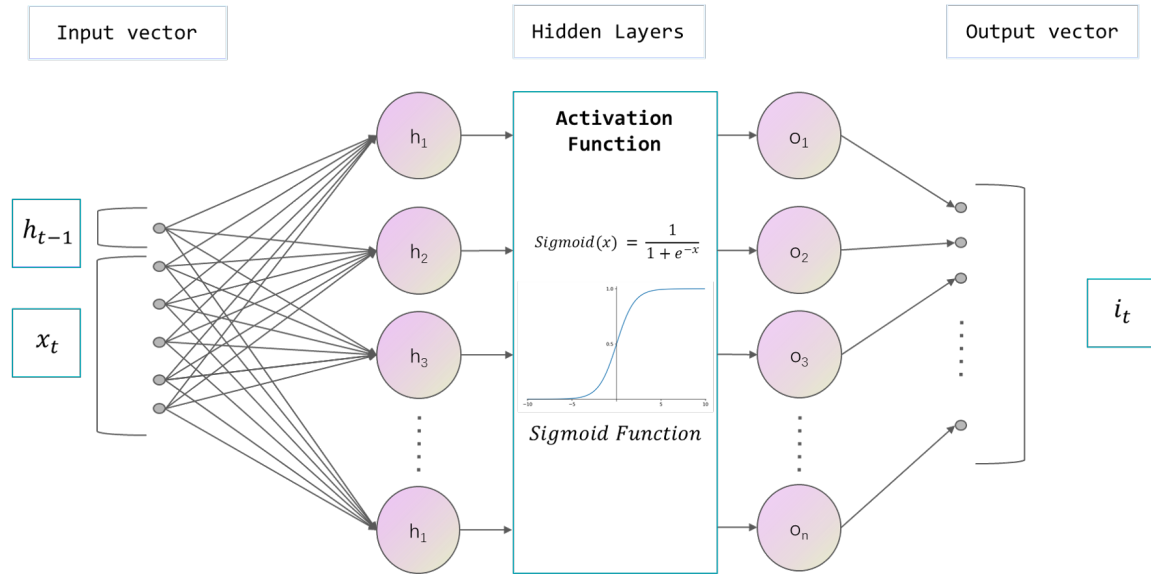 Input vector
Hidden Layers
Output vector
Activation
Function
h₁
h₂
h₃
h₁
hₜ₋₁
xₜ
Sigmoid(x) = 1 / (1 + e⁻ˣ)
1.0
0.5
−10
−5
5
10
Sigmoid Function
o₁
o₂
o₃
oₙ
iₜ